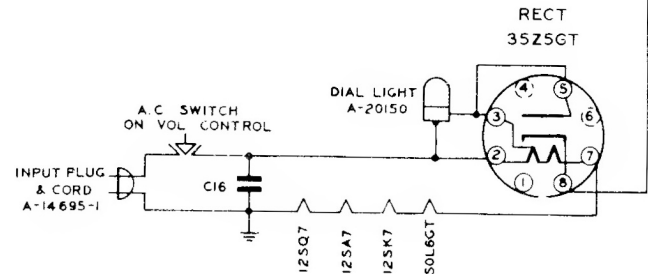 RECT
35Z5GT
4
5
DIAL LIGHT
A-20150
3
6
A.C SWITCH
ON VOL CONTROL
2
7
INPUT PLUG
& CORD
A-14695-1
C16
1
8
12SQ7
12SA7
12SK7
50L6GT